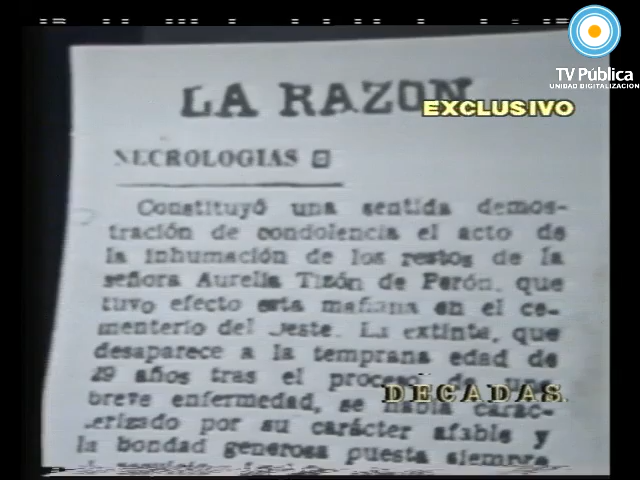 TV Pública
UNIDAD DIGITALIZACION
LA RAZON
EXCLUSIVO
NECROLOGIAS
Constituyó una sentida demos-
tración de condolencia el acto de
la inhumación de los restos de la
señora Aurelia Tizón de Perón, que
tuvo efecto esta mañana en el ce-
menterio del Oeste. La extinta, que
desaparece a la temprana edad de
29 años tras el proceso de una
DECADAS
breve enfermedad, se había carac-
terizado por su carácter afable y
la bondad generosa puesta siempre